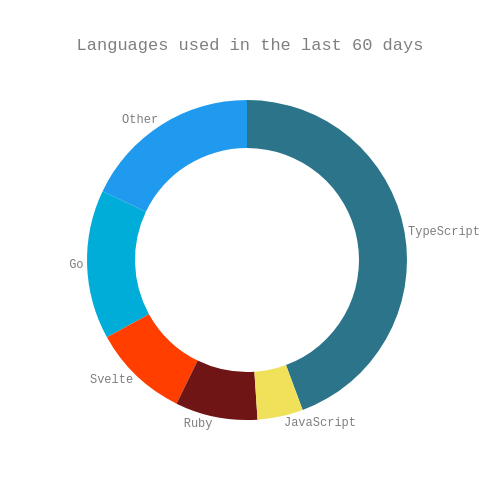 Languages used in the last 60 days
Other
TypeScript
Go
Svelte
Ruby
JavaScript